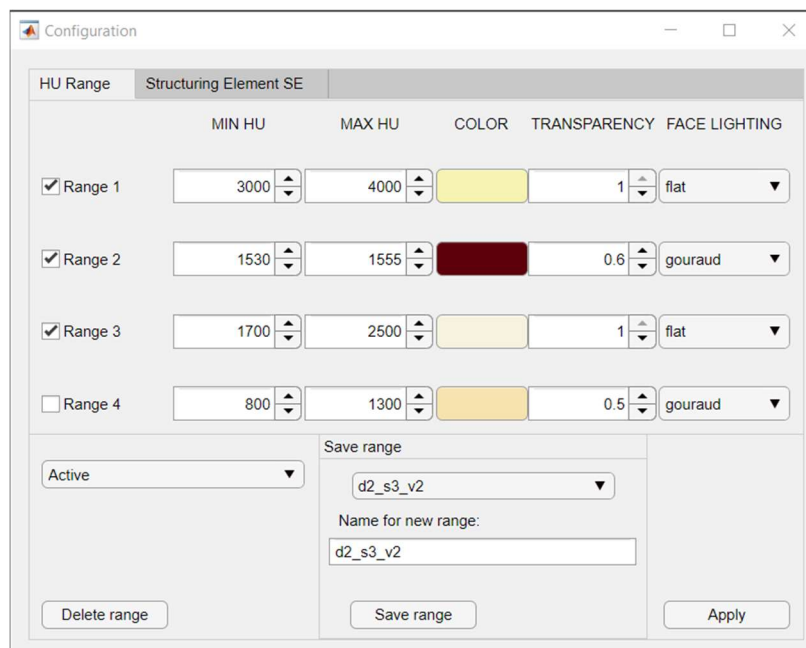 Configuration
HU Range Structuring Element SE
MIN HU MAX HU COLOR TRANSPARENCY FACE LIGHTING
Range 1 3000 4000 1 flat
Range 2 1530 1555 0.6 gouraud
Range 3 1700 2500 1 flat
Range 4 800 1300 0.5 gouraud
Save range
Active
d2_s3_v2
Name for new range:
d2_s3_v2
Delete range Save range Apply